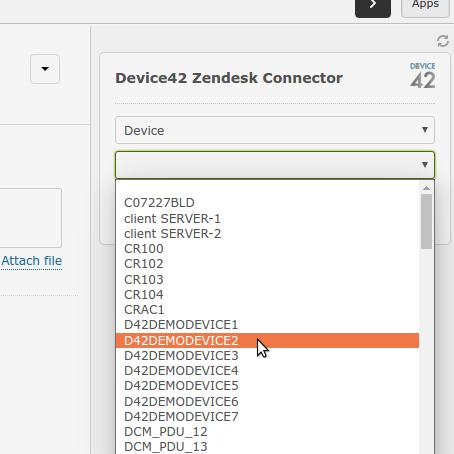 Apps
Device42 Zendesk Connector
DEVICE
42
Device
C07227BLD
client SERVER-1
client SERVER-2
CR100
CR102
CR103
CR104
CRAC1
D42DEMODEVICE1
D42DEMODEVICE2
D42DEMODEVICE3
D42DEMODEVICE4
D42DEMODEVICE5
D42DEMODEVICE6
D42DEMODEVICE7
DCM_PDU_12
DCM_PDU_13
Attach file